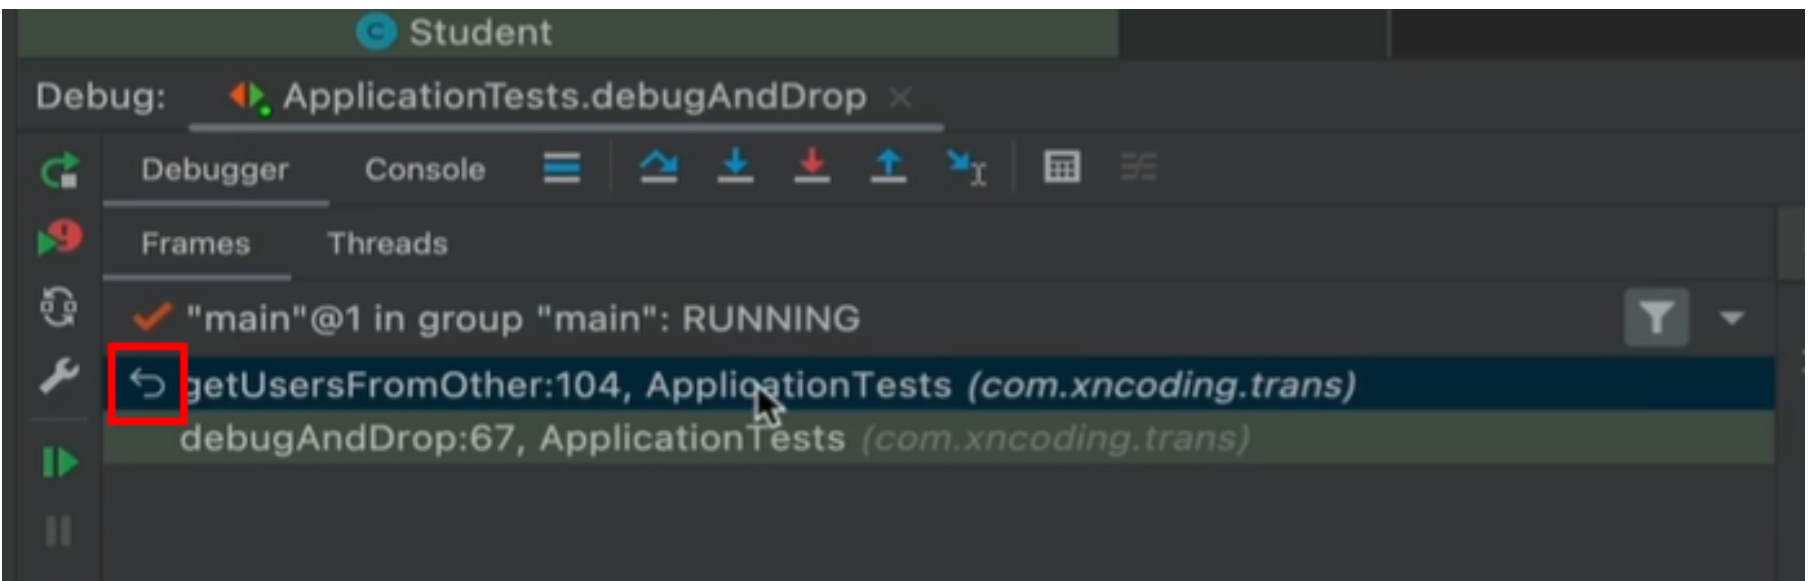 C Student
Debug: ApplicationTests.debugAndDrop
Debugger Console
Frames Threads
"main"@1 in group "main": RUNNING
getUsersFromOther:104, ApplicationTests (com.xncoding.trans)
debugAndDrop:67, ApplicationTests (com.xncoding.trans)